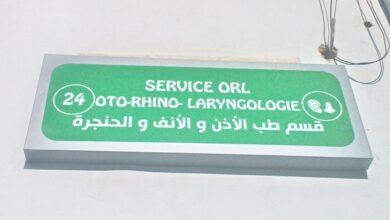 SERVICE ORL
24
OTO-RHINO- LARYNGOLOGIE
قسم طب الأذن و الأنف و الحنجرة